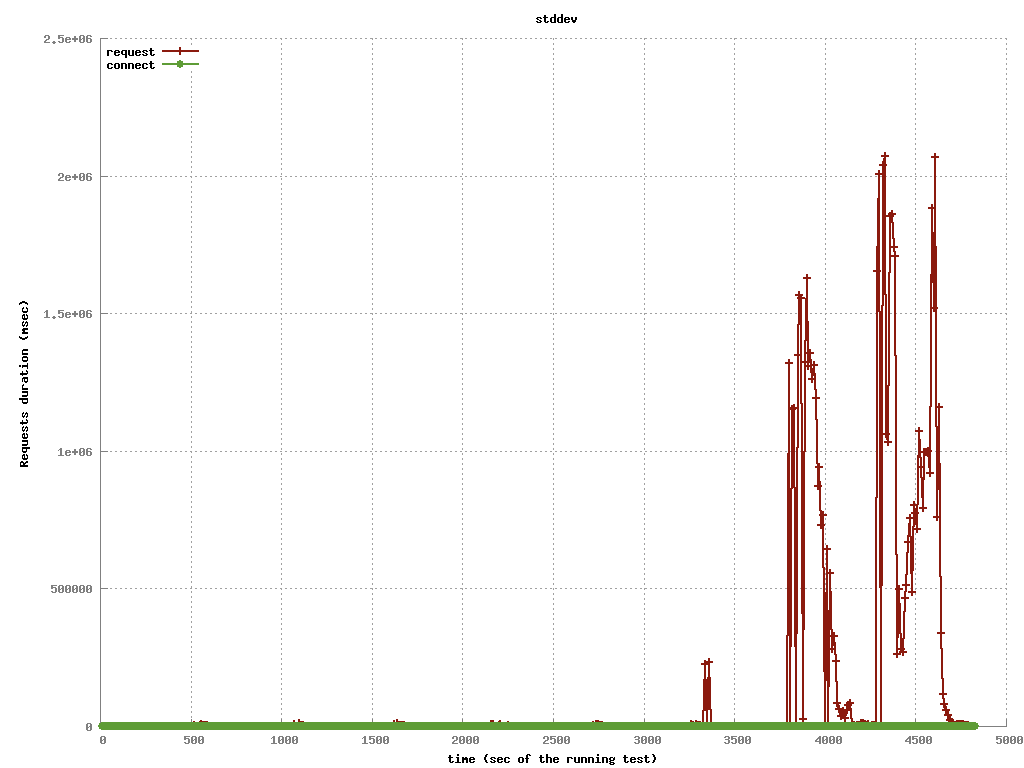 stddev
2.5e+06
request
connect
2e+06
1.5e+06
1e+06
500000
0
0 500 1000 1500 2000 2500 3000 3500 4000 4500 5000
Requests duration (msec)
time (sec of the running test)